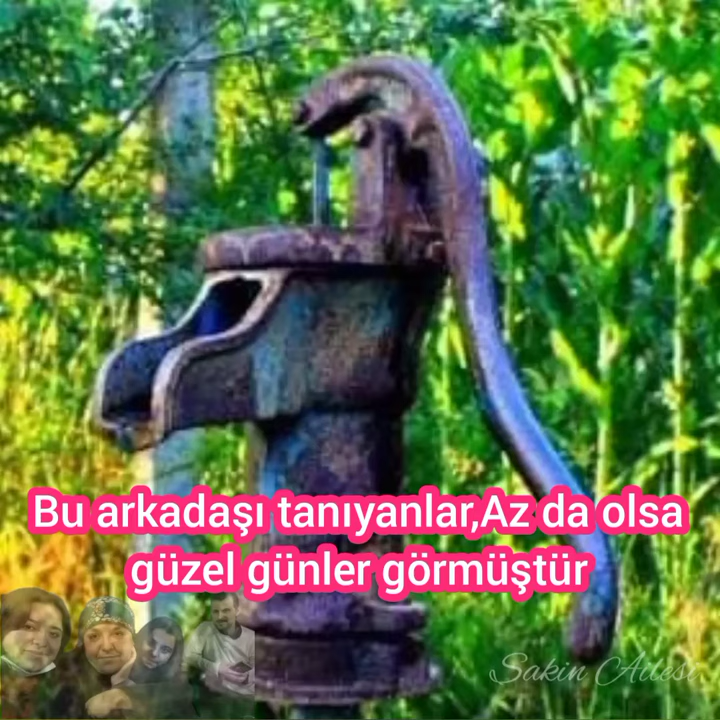 Bu arkadaşı tanıyanlar,Az da olsa
güzel günler görmüştür
Sakin Ailesi